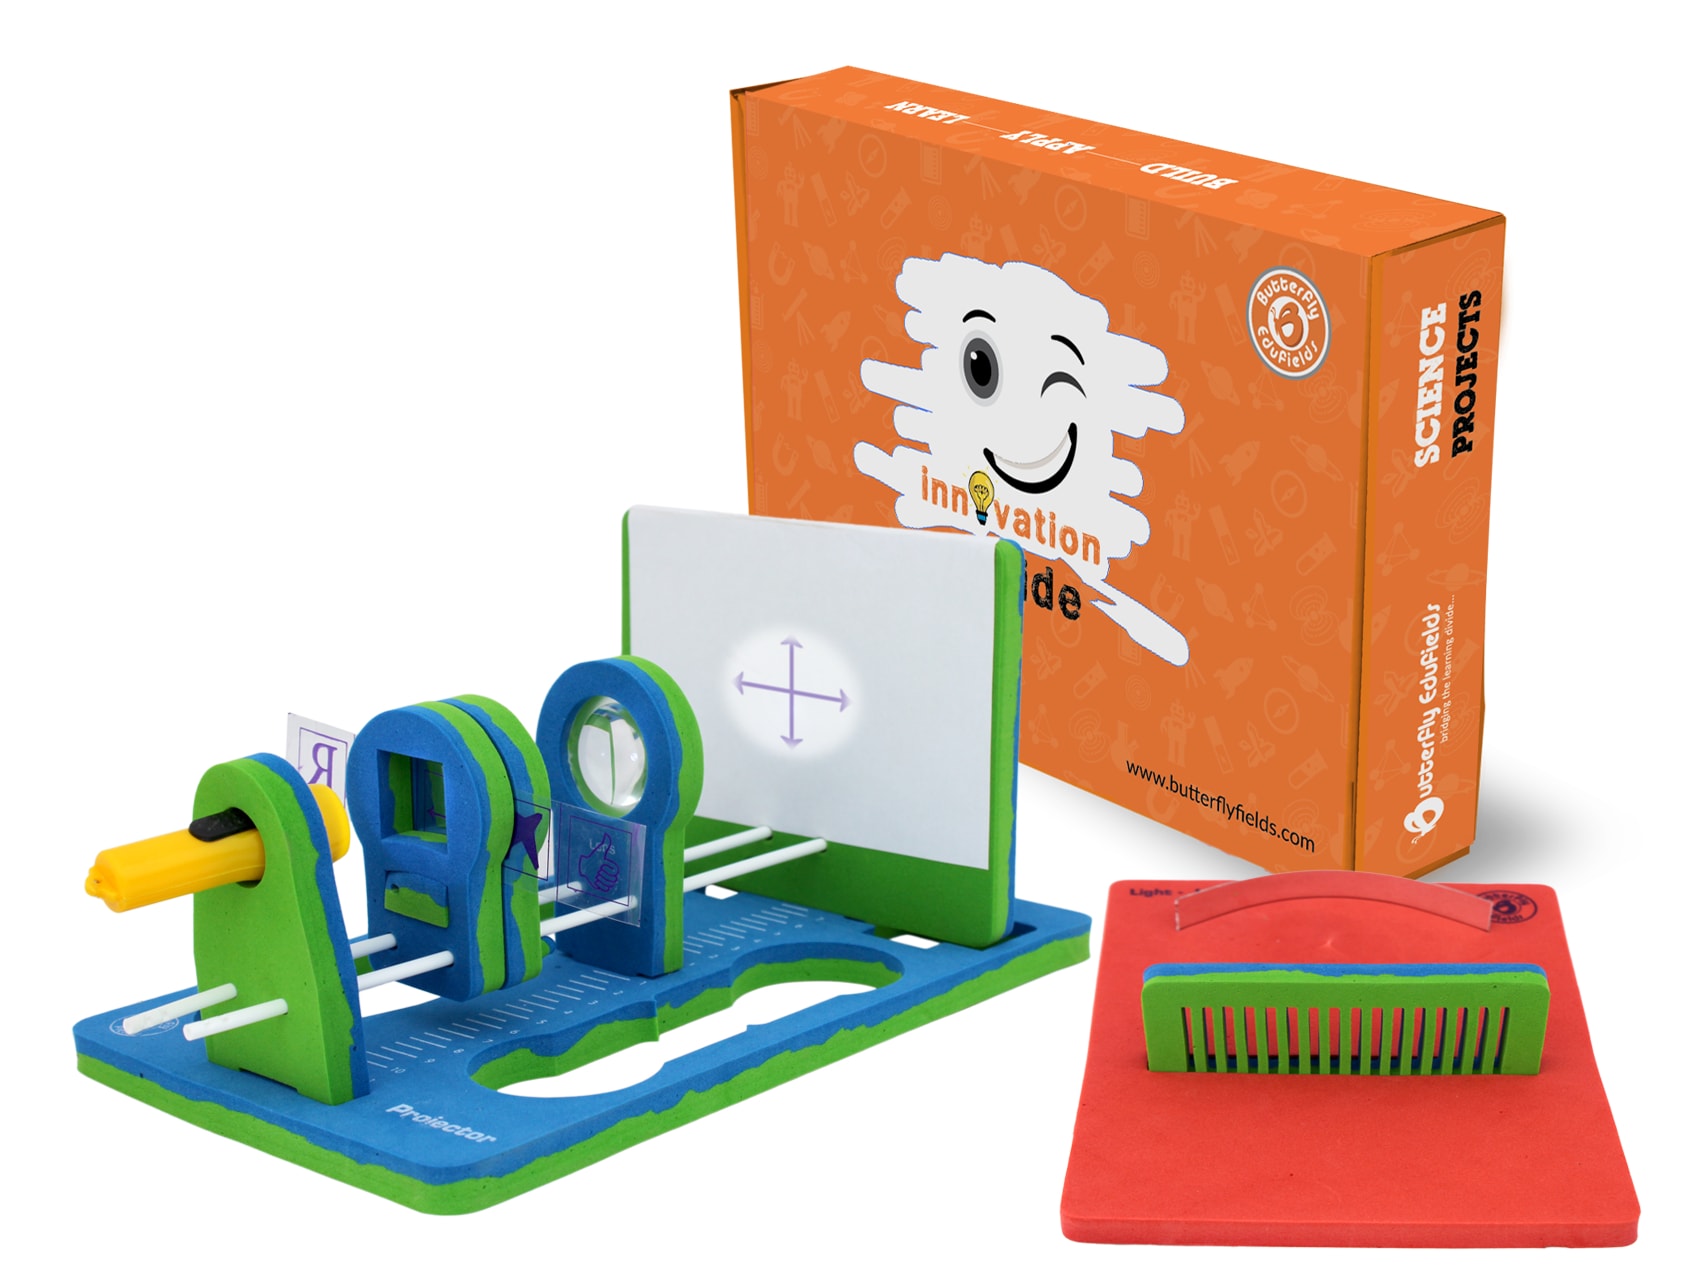 BUILD — APPLY — LEARN
Butterfly
EduFields
innovation
ide
www.butterflyfields.com
SCIENCE
PROJECTS
Butterfly EduFields
bridging the learning divide...
R
10
Projector
Light -